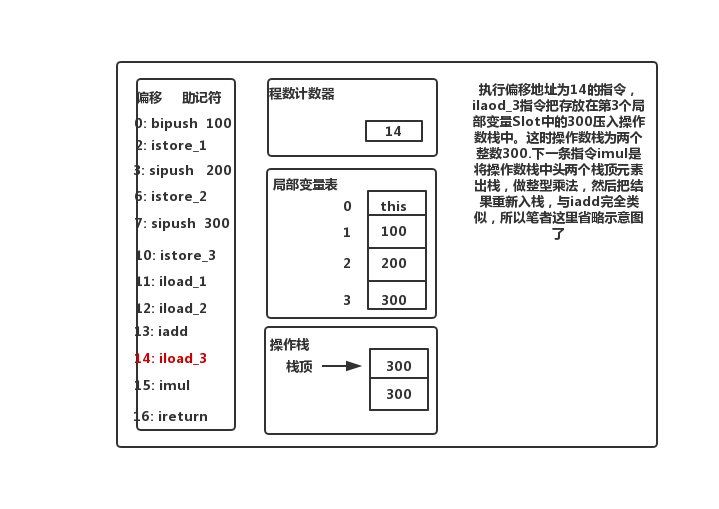 偏移 助记符
0: bipush 100
2: istore_1
3: sipush 200
6: istore_2
7: sipush 300
10: istore_3
11: iload_1
12: iload_2
13: iadd
14: iload_3
15: imul
16: ireturn
程数计数器
14
局部变量表
0 this
1 100
2 200
3 300
操作栈
栈顶 300
300
执行偏移地址为14的指令，
ilaod_3指令把存放在第3个局
部变量Slot中的300压入操作
数栈中。这时操作数栈为两个
整数300.下一条指令imul是
将操作数栈中头两个栈顶元素
出栈，做整型乘法，然后把结
果重新入栈，与iadd完全类
似，所以笔者这里省略示意图
了